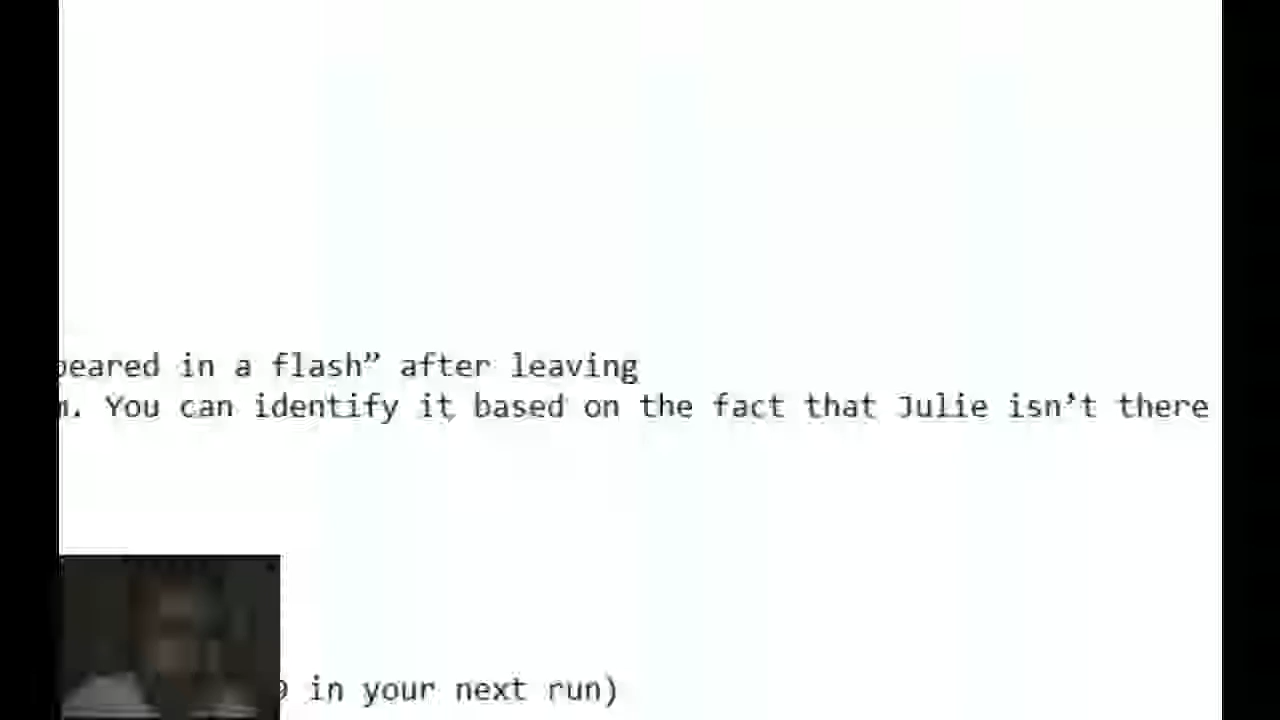 in a flash” after leaving
You can identify it based on the fact that Julie isn’t there
in your next run)